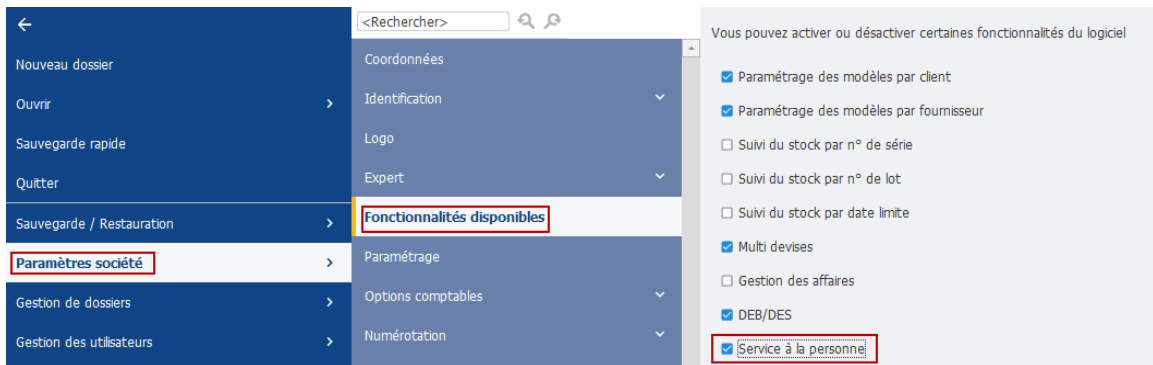 Nouveau dossier
Ouvrir
Sauvegarde rapide
Quitter
Sauvegarde / Restauration
Paramètres société
Gestion de dossiers
Gestion des utilisateurs
<Rechercher>
Coordonnées
Identification
Logo
Expert
Fonctionnalités disponibles
Paramétrage
Options comptables
Numérotation
Vous pouvez activer ou désactiver certaines fonctionnalités du logiciel
Paramétrage des modèles par client
Paramétrage des modèles par fournisseur
Suivi du stock par n° de série
Suivi du stock par n° de lot
Suivi du stock par date limite
Multi devises
Gestion des affaires
DEB/DES
Service à la personne